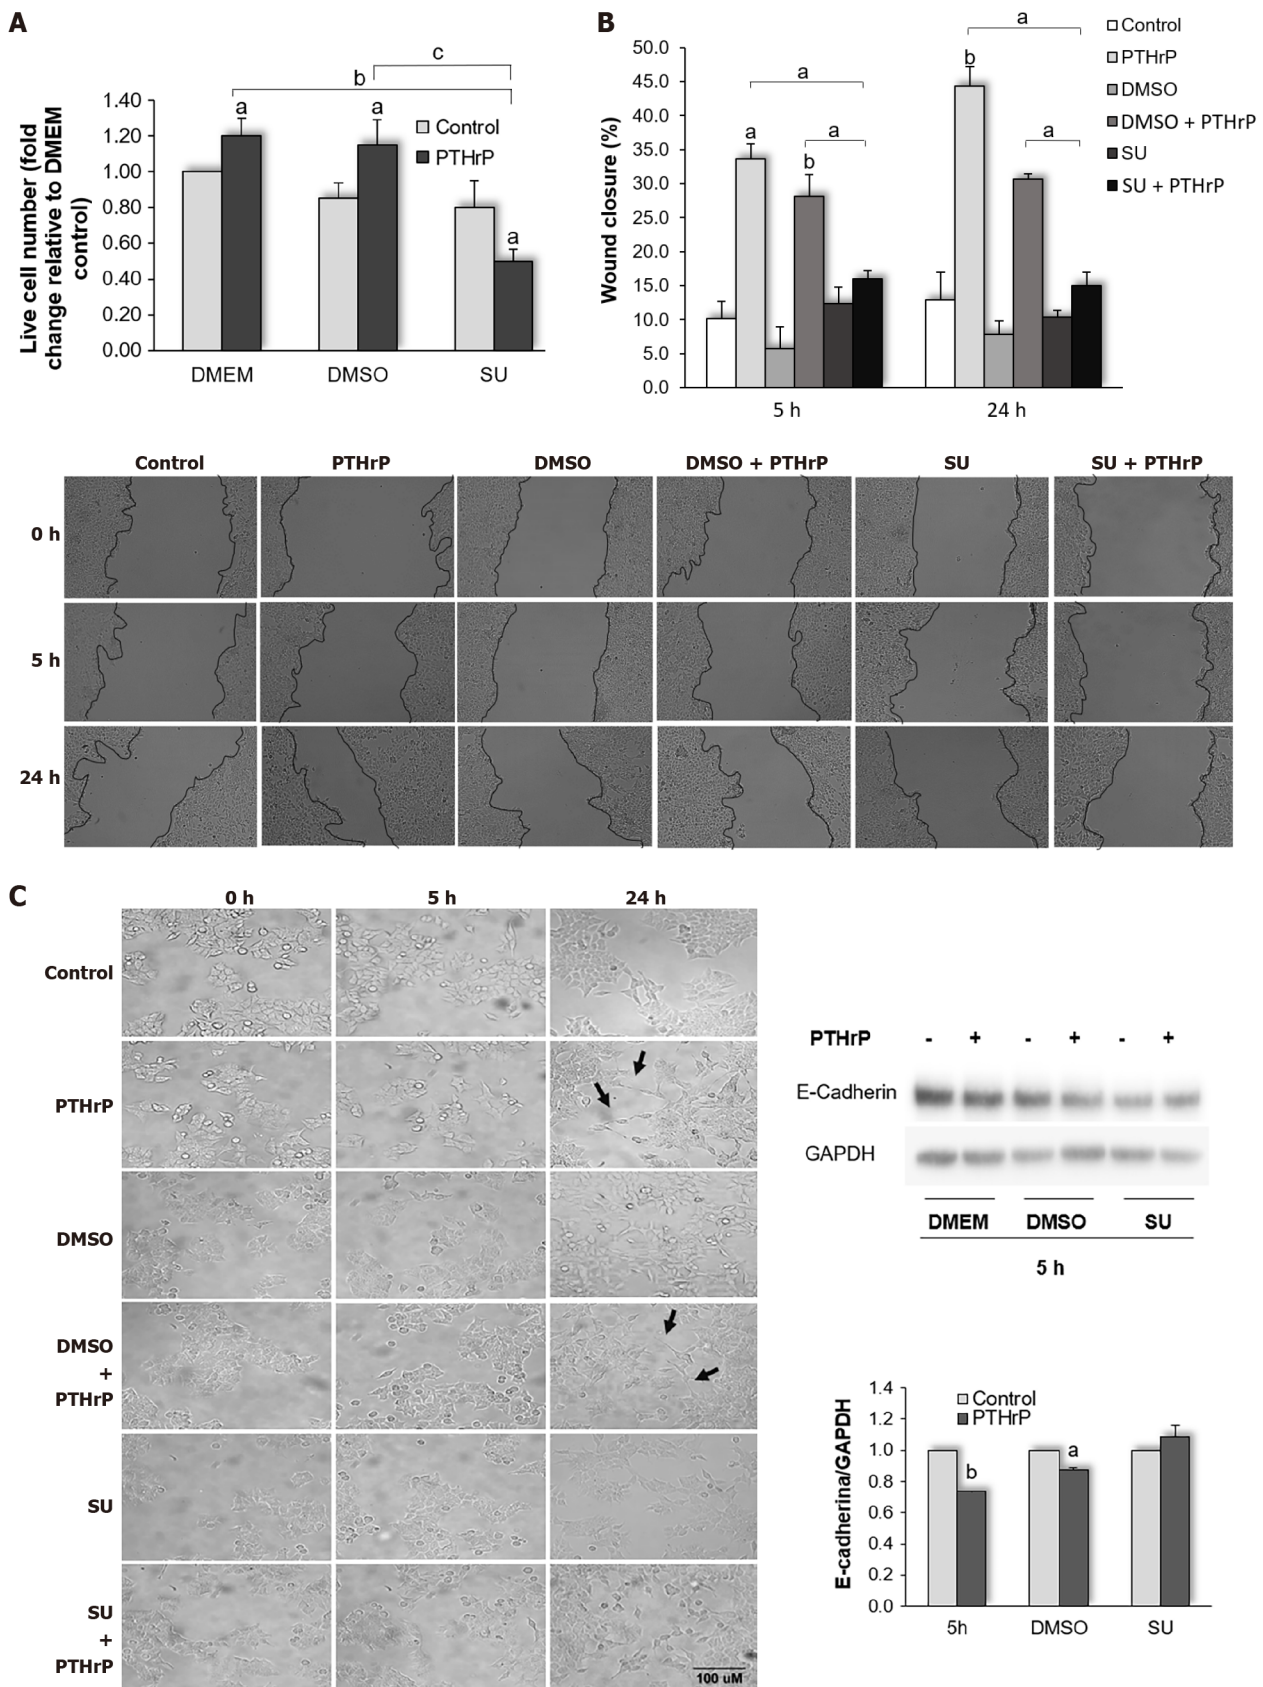 A
c
b
a
a
a
1.40
1.20
1.00
0.80
0.60
0.40
0.20
0.00
Live cell number (fold
change relative to DMEM
control)
Control
PTHrP
DMEM
DMSO
SU
B
50.0
45.0
40.0
35.0
30.0
25.0
20.0
15.0
10.0
5.0
0.0
Wound closure (%)
a
a
b
a
a
b
a
5 h
24 h
Control
PTHrP
DMSO
DMSO + PTHrP
SU
SU + PTHrP
Control
PTHrP
DMSO
DMSO + PTHrP
SU
SU + PTHrP
0 h
5 h
24 h
C
0 h
5 h
24 h
Control
PTHrP
DMSO
DMSO
+
PTHrP
SU
SU
+
PTHrP
100 uM
PTHrP - + - + - +
E-Cadherin
GAPDH
DMEM DMSO SU
5 h
1.4
1.2
1.0
0.8
0.6
0.4
0.2
0.0
E-cadherina/GAPDH
Control
PTHrP
b
a
5h
DMSO
SU